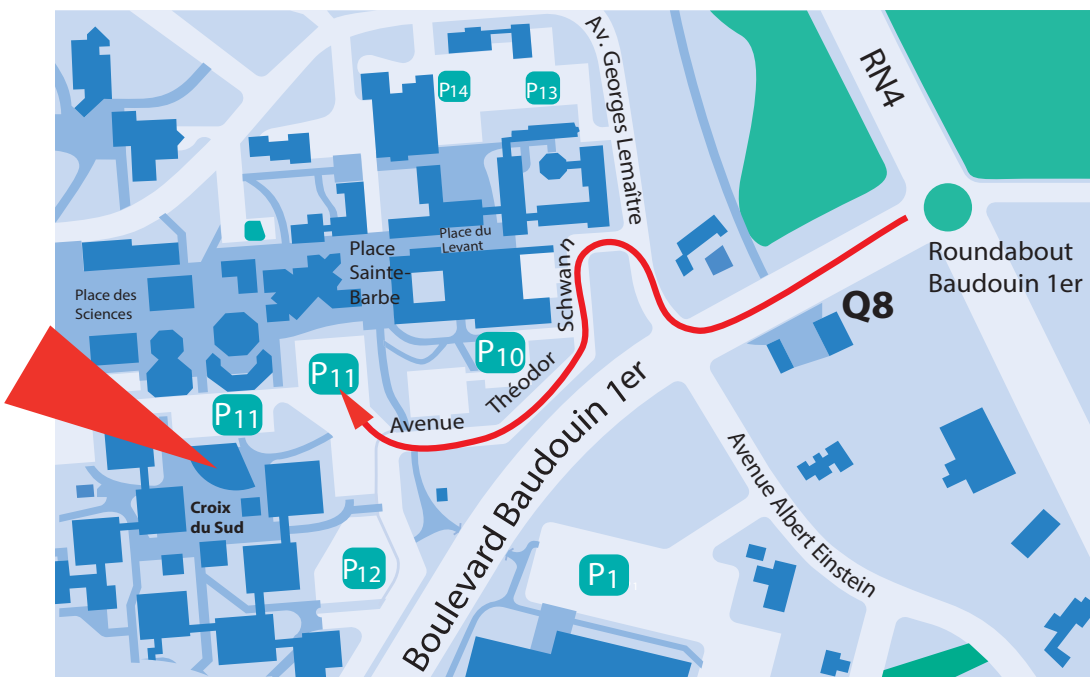 Av. Georges Lemaître
RN4
P14
P13
Place du
Levant
Place
Sainte-
Barbe
Schwann
Roundabout
Baudouin 1er
Place des
Sciences
Q8
P10
P11
Théodor
Avenue
P11
Boulevard Baudouin 1er
Avenue Albert Einstein
Croix
du Sud
P12
P1